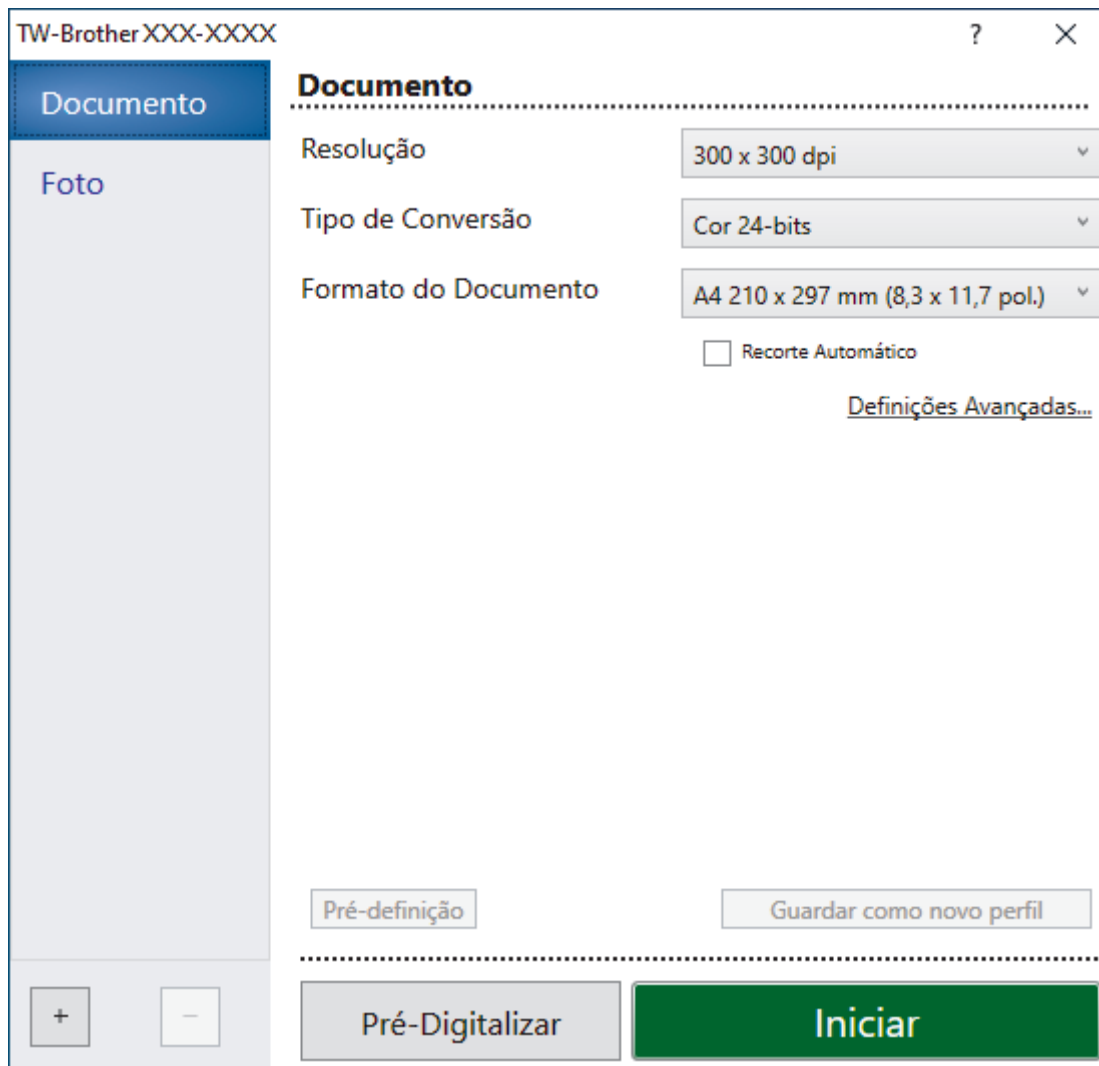 TW-Brother XXX-XXXX ? X
Documento
Foto
Documento
Resolução 300 x 300 dpi
Tipo de Conversão Cor 24-bits
Formato do Documento A4 210 x 297 mm (8,3 x 11,7 pol.)
Recorte Automático
Definições Avançadas...
Pré-definição Guardar como novo perfil
+ − Pré-Digitalizar Iniciar